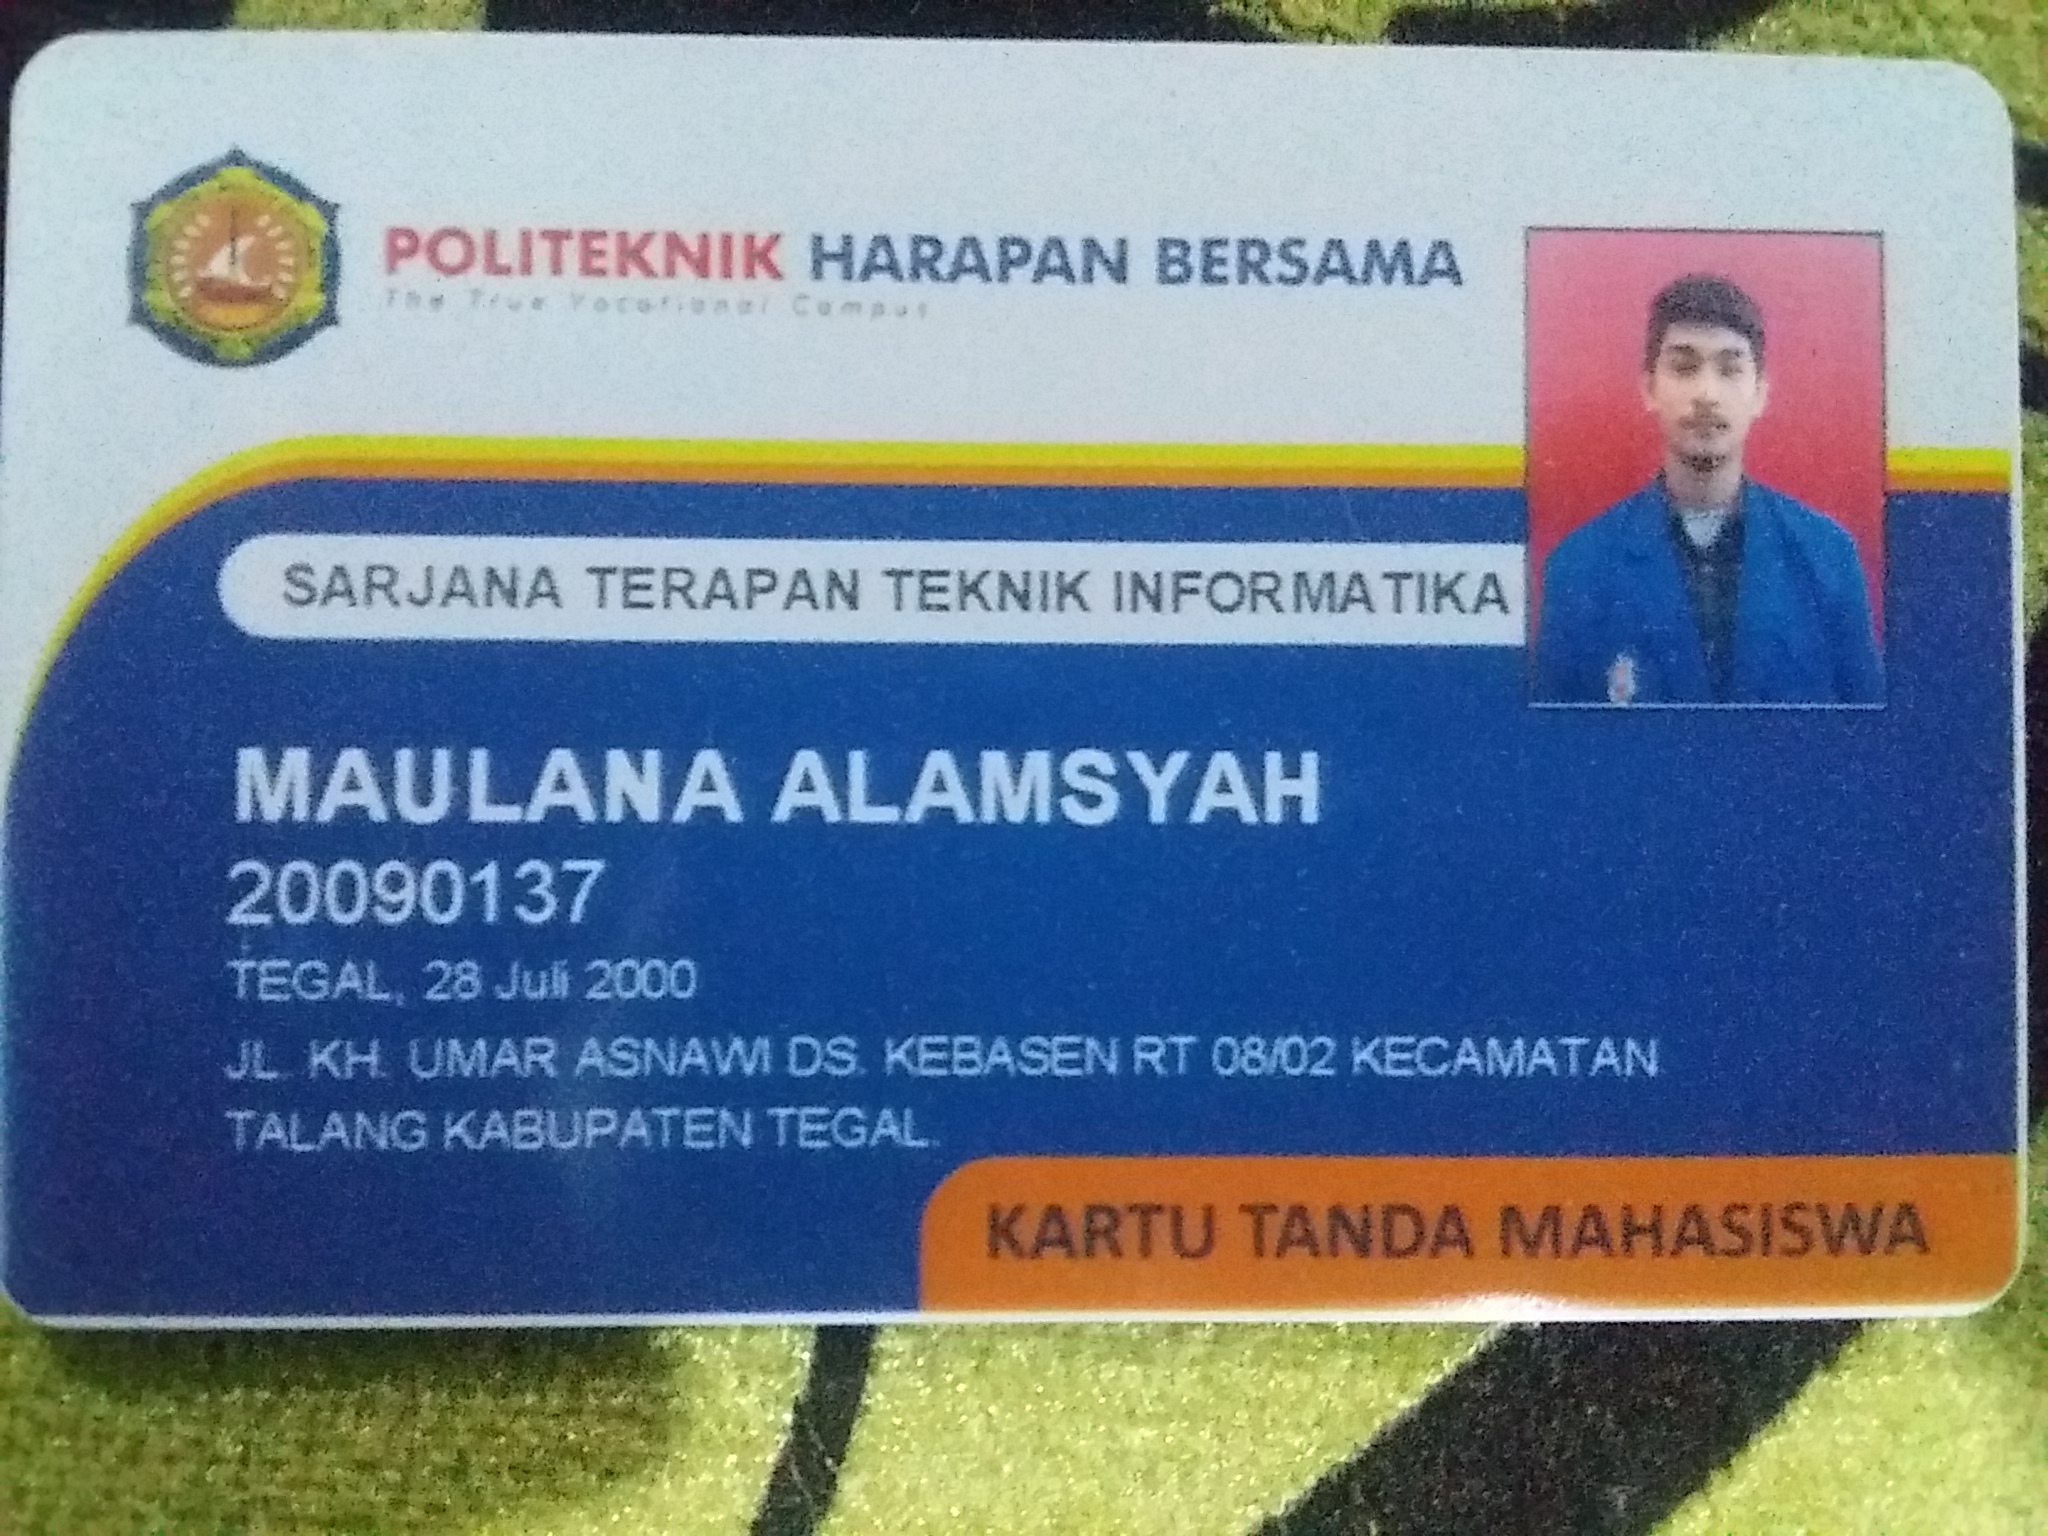 POLITEKNIK HARAPAN BERSAMA
The True Vocational Campus
SARJANA TERAPAN TEKNIK INFORMATIKA
MAULANA ALAMSYAH
20090137
TEGAL, 28 Juli 2000
JL. KH. UMAR ASNAWI DS. KEBASEN RT 08/02 KECAMATAN
TALANG KABUPATEN TEGAL.
KARTU TANDA MAHASISWA